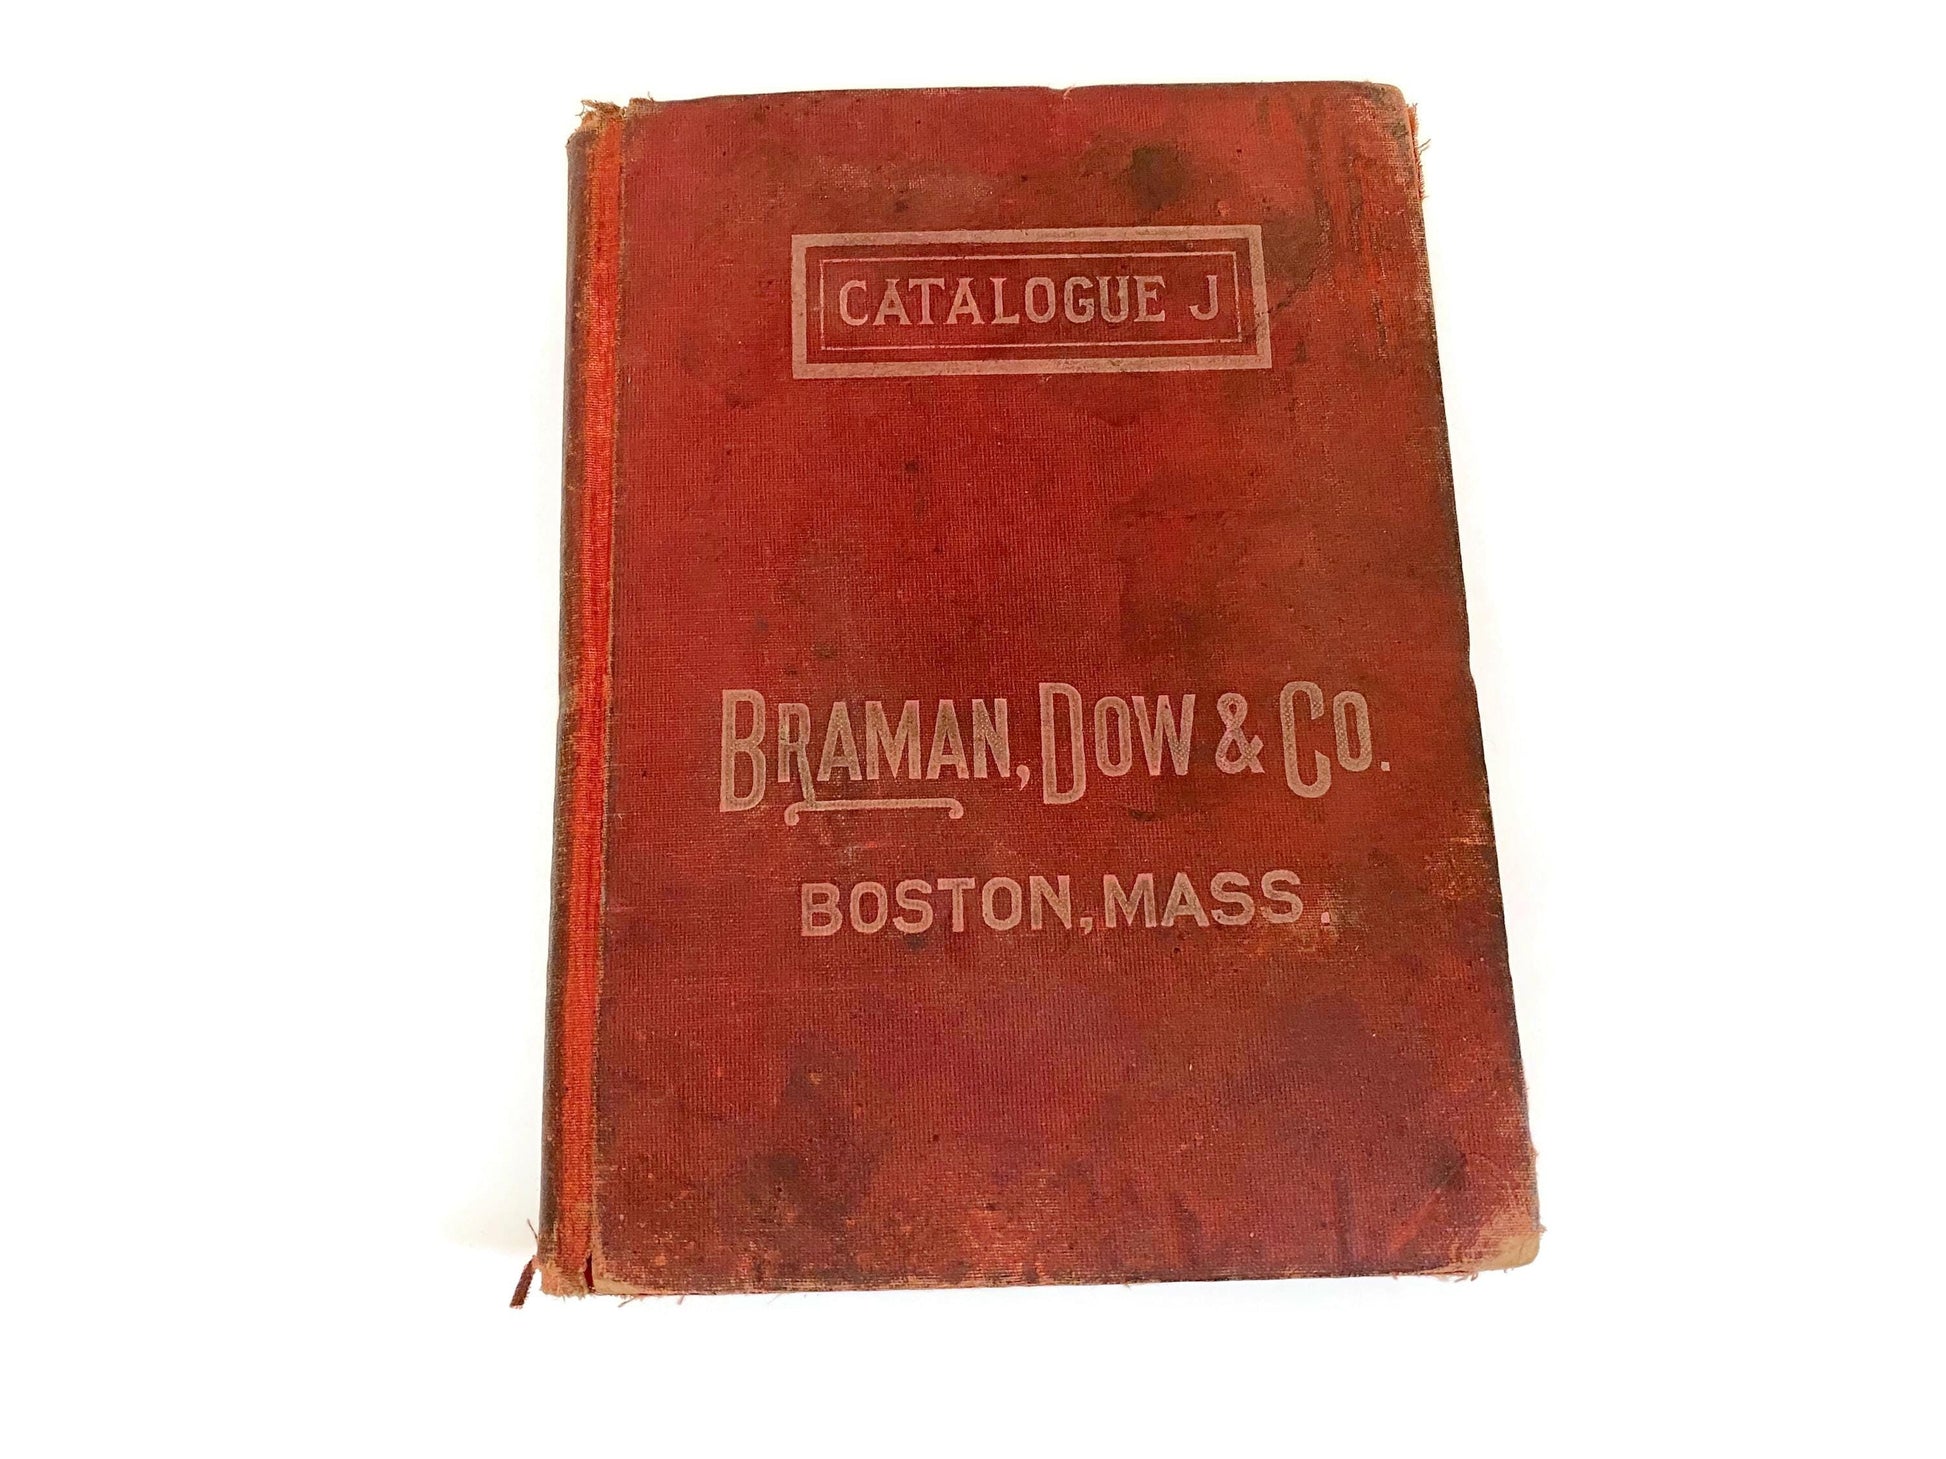 CATALOGUE J
BRAMAN, DOW & CO.
BOSTON, MASS.